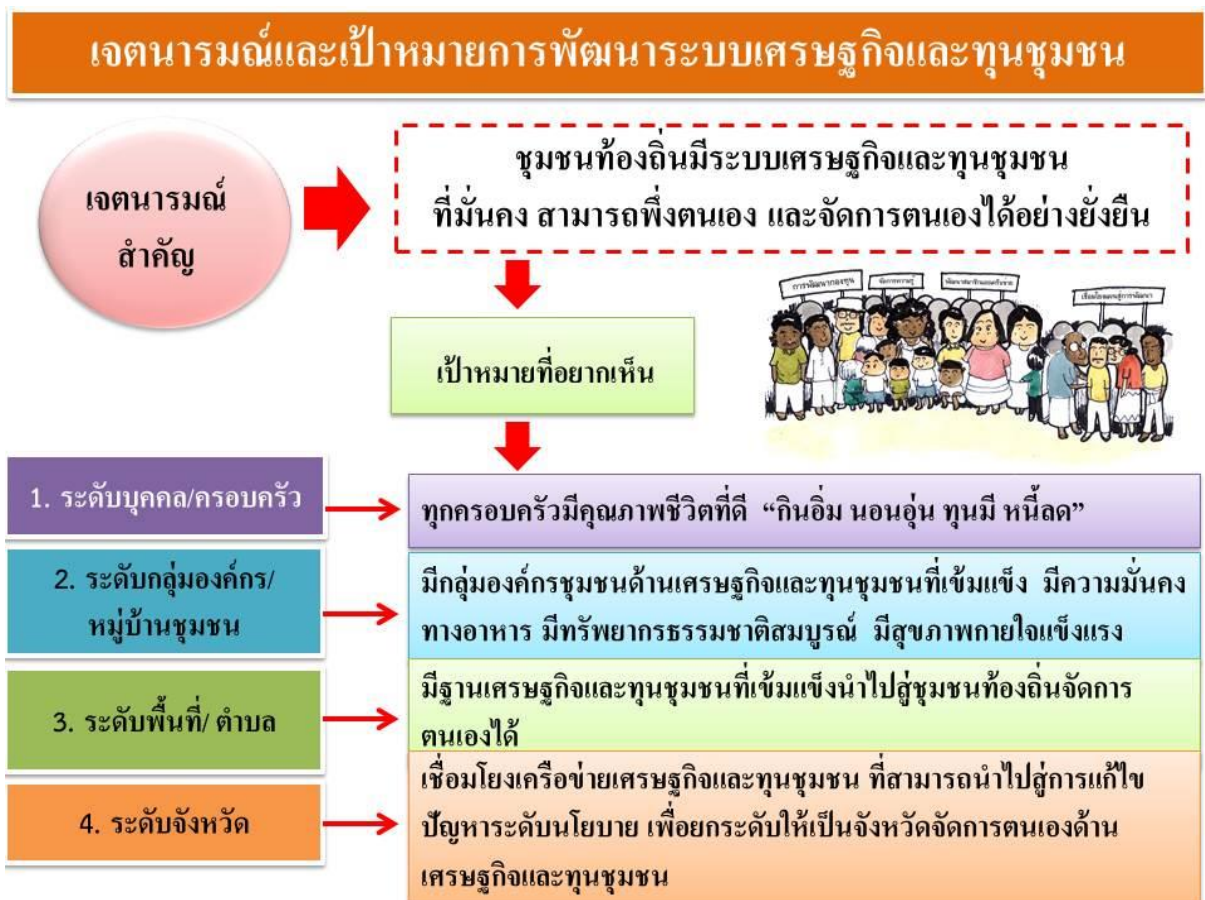 เจตนารมณ์และเป้าหมายการพัฒนาระบบเศรษฐกิจและทุนชุมชน
เจตนารมณ์
สำคัญ
ชุมชนท้องถิ่นมีระบบเศรษฐกิจและทุนชุมชน
ที่มั่นคง สามารถพึ่งตนเอง และจัดการตนเองได้อย่างยั่งยืน
การพัฒนากองทุน
จัดการความรู้
เป้าหมายที่อยากเห็น
1. ระดับบุคคล/ครอบครัว
ทุกครอบครัวมีคุณภาพชีวิตที่ดี “กินอิ่ม นอนอุ่น ทุนมี หนี้ลด”
2. ระดับกลุ่มองค์กร/
หมู่บ้านชุมชน
มีกลุ่มองค์กรชุมชนด้านเศรษฐกิจและทุนชุมชนที่เข้มแข็ง มีความมั่นคง
ทางอาหาร มีทรัพยากรธรรมชาติสมบูรณ์ มีสุขภาพกายใจแข็งแรง
3. ระดับพื้นที่/ ตำบล
มีฐานเศรษฐกิจและทุนชุมชนที่เข้มแข็งนำไปสู่ชุมชนท้องถิ่นจัดการ
ตนเองได้
4. ระดับจังหวัด
เชื่อมโยงเครือข่ายเศรษฐกิจและทุนชุมชน ที่สามารถนำไปสู่การแก้ไข
ปัญหาระดับนโยบาย เพื่อยกระดับให้เป็นจังหวัดจัดการตนเองด้าน
เศรษฐกิจและทุนชุมชน